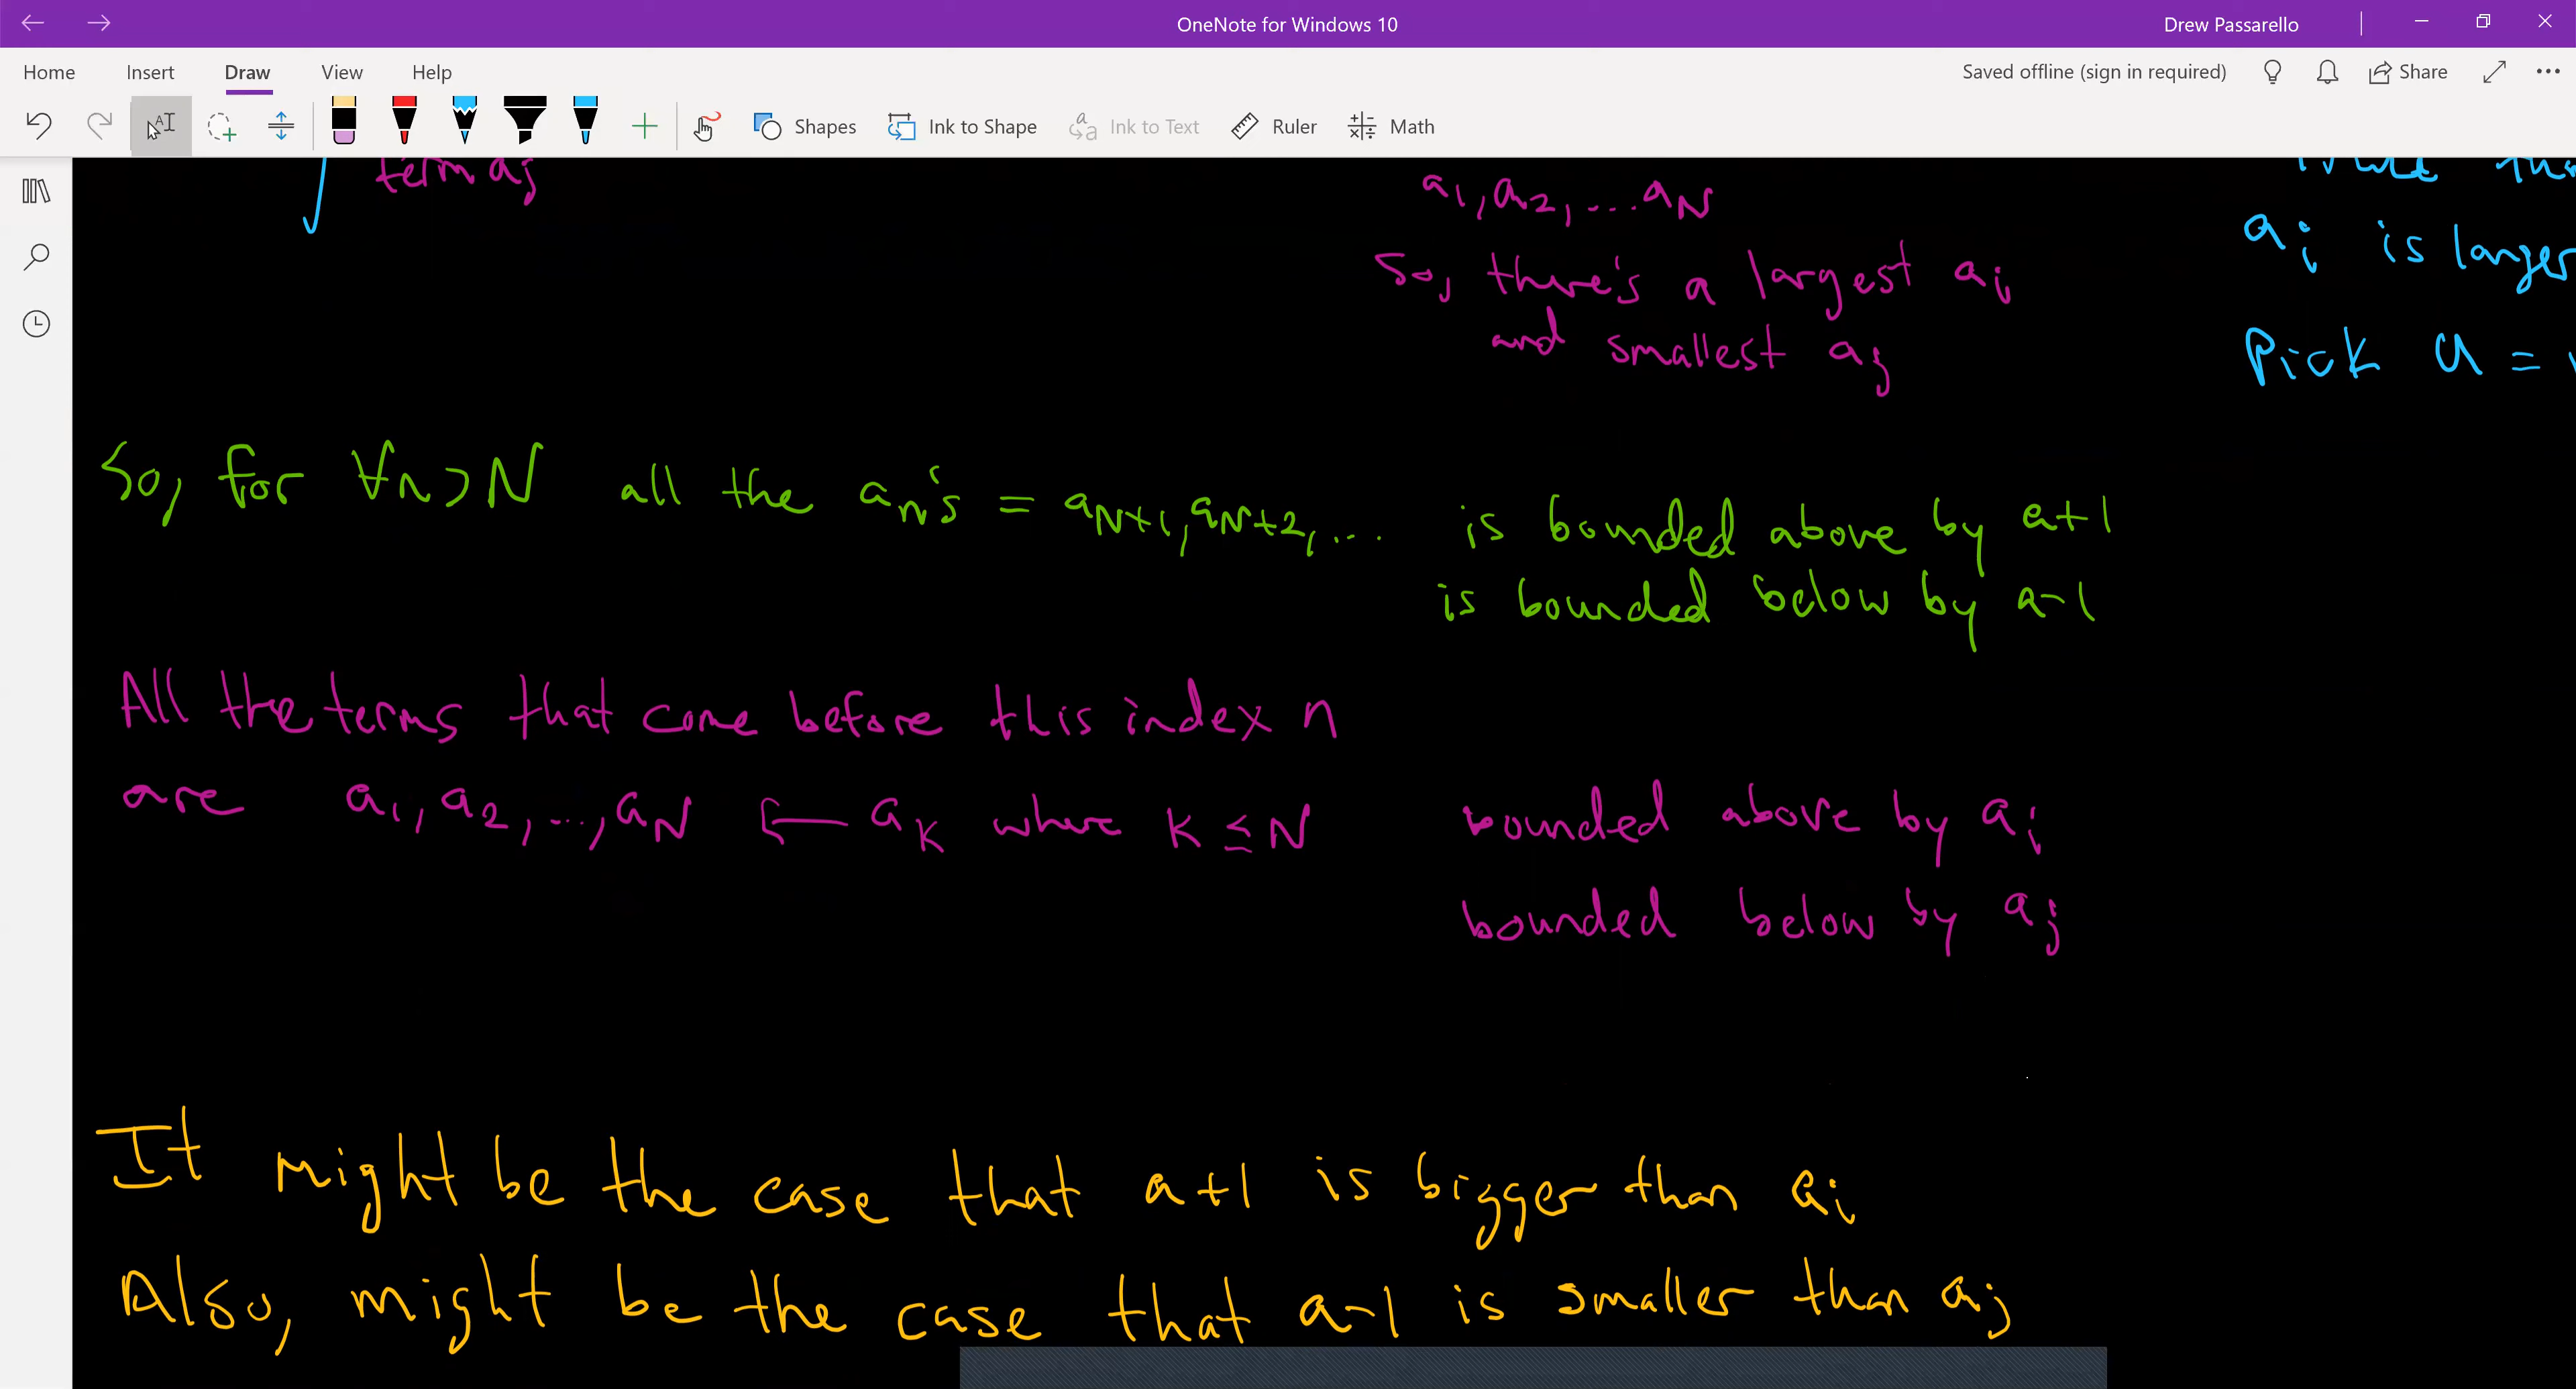 OneNote for Windows 10
Drew Passarello
Home Insert Draw View Help
Saved offline (sign in required) Share
Shapes Ink to Shape Ink to Text Ruler Math
term aj
a1, a2, ... aN
So, there's a largest ai
and smallest aj
ai is larger
Pick u =
So, for ∀n > N all the an's = aN+1, aN+2, ... is bounded above by a+1
is bounded below by a-1
All the terms that come before this index n
are a1, a2, ..., aN ← ak where k ≤ N
bounded above by ai
bounded below by aj
It might be the case that a+1 is bigger than ai
Also, might be the case that a-1 is smaller than aj